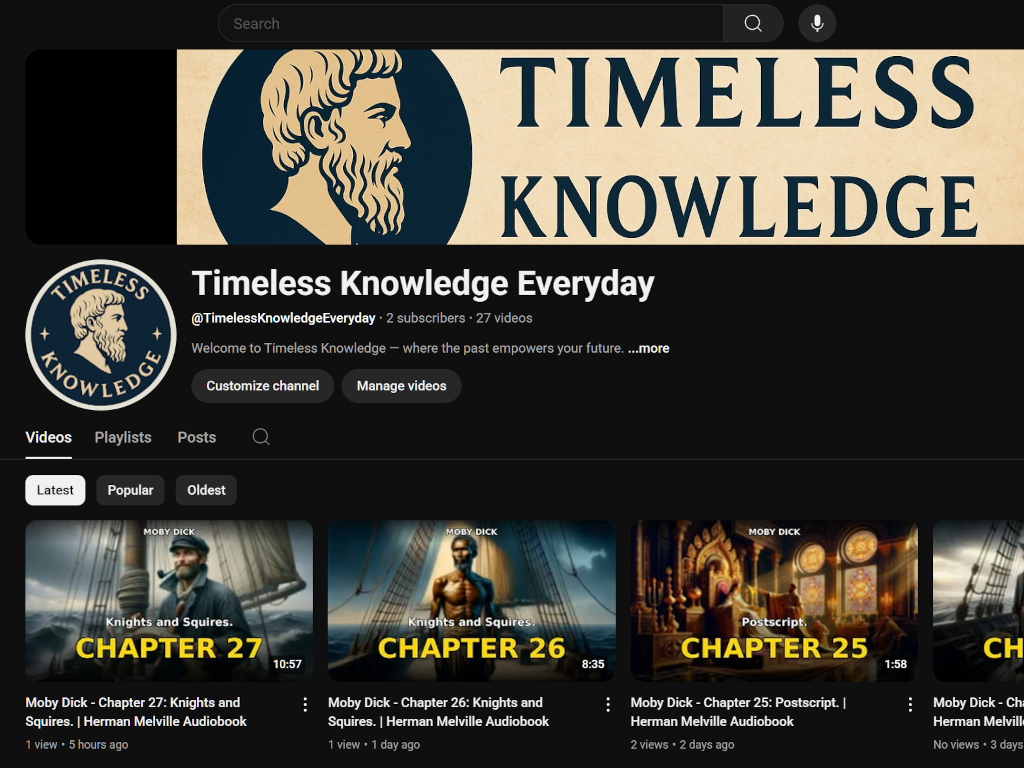 Search
TIMELESS
KNOWLEDGE
TIMELESS
KNOWLEDGE
Timeless Knowledge Everyday
@TimelessKnowledgeEveryday · 2 subscribers · 27 videos
Welcome to Timeless Knowledge — where the past empowers your future. ...more
Customize channel
Manage videos
Videos
Playlists
Posts
Latest
Popular
Oldest
MOBY DICK
Knights and Squires.
CHAPTER 27
10:57
Moby Dick - Chapter 27: Knights and
Squires. | Herman Melville Audiobook
1 view • 5 hours ago
MOBY DICK
Knights and Squires.
CHAPTER 26
8:35
Moby Dick - Chapter 26: Knights and
Squires. | Herman Melville Audiobook
1 view • 1 day ago
MOBY DICK
Postscript.
CHAPTER 25
1:58
Moby Dick - Chapter 25: Postscript. |
Herman Melville Audiobook
2 views • 2 days ago
CH
Moby Dick - C
Herman Melvill
No views • 3 days